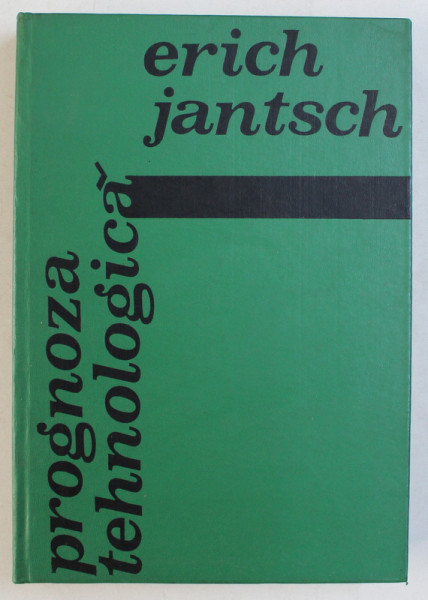 erich
jantsch
prognoza
tehnologică